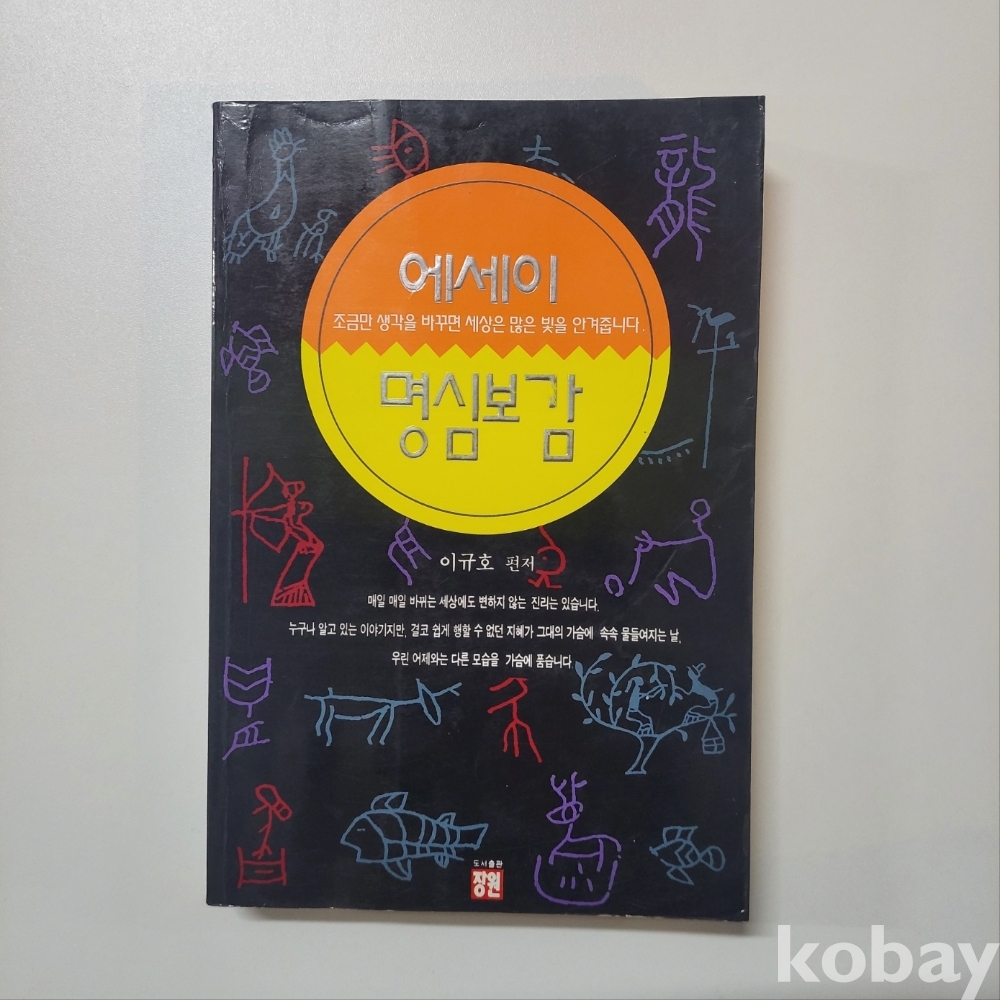 에세이
조금만 생각을 바꾸면 세상은 많은 빛을 안겨줍니다.
명심보감
이규호 편저
매일 매일 바뀌는 세상에도 변하지 않는 진리는 있습니다.
누구나 알고 있는 이야기지만, 결코 쉽게 행할 수 없던 지혜가 그대의 가슴에 속속 물들여지는 날,
우린 어제와는 다른 모습을 가슴에 품습니다.
도서출판
장원
kobay